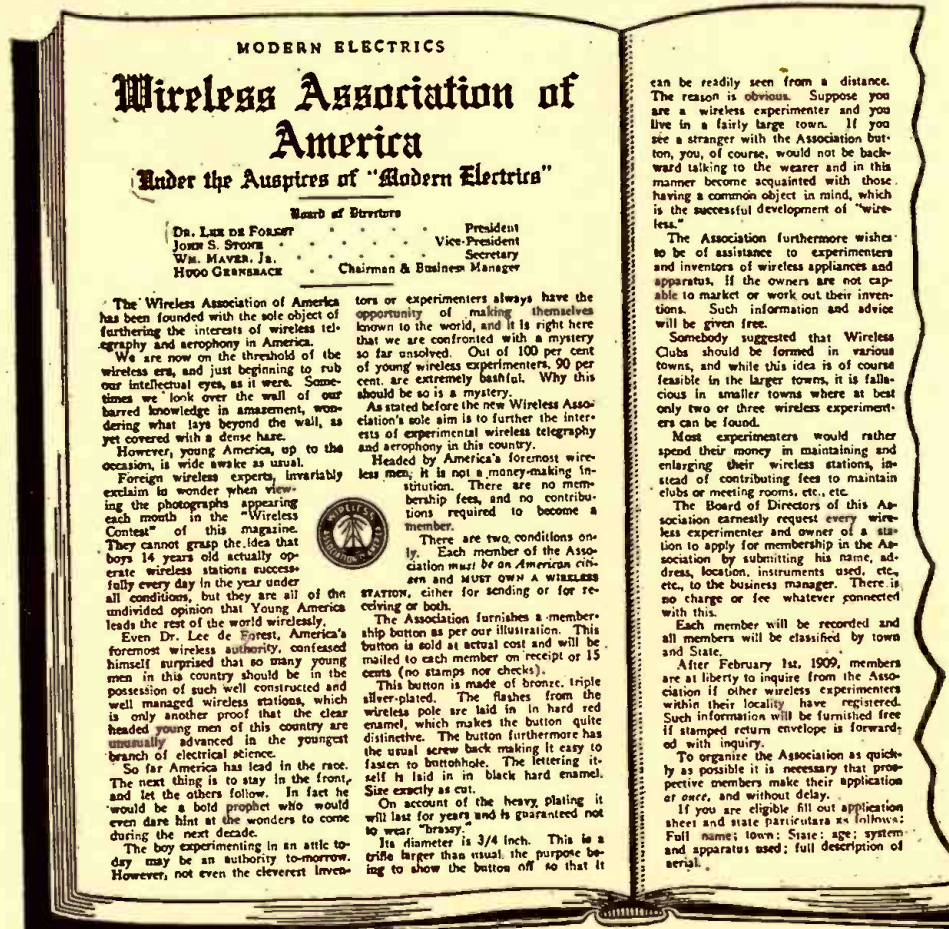 MODERN ELECTRICS
Wireless Association of
America
Under the Auspices of "Modern Electrics"
Board of Directors
DR. LEE DE FOREST . . . . President
JOHN S. STONE . . . . Vice-President
WM. MAVER, JR. . . . . Secretary
HUGO GERNSBACK . Chairman & Business Manager
The Wireless Association of America
has been founded with the sole object of
furthering the interests of wireless tel-
egraphy and aerophony in America.
We are now on the threshold of the
wireless era, and just beginning to rub
our intellectual eyes, as it were. Some-
times we look over the wall of our
barred knowledge in amazement, won-
dering what lays beyond the wall, as
yet covered with a dense haze.
However, young America, up to the
occasion, is wide awake as usual.
Foreign wireless experts, invariably
exclaim in wonder when view-
ing the photographs appearing
each month in the "Wireless
Contest" of this magazine.
They cannot grasp the idea that
boys 14 years old actually op-
erate wireless stations success-
fully every day in the year under
all conditions, but they are all of the
undivided opinion that Young America
leads the rest of the world wirelessly.
Even Dr. Lee de Forest, America's
foremost wireless authority, confessed
himself surprised that so many young
men in this country should be in the
possession of such well constructed and
well managed wireless stations, which
is only another proof that the clear
headed young men of this country are
unusually advanced in the youngest
branch of electrical science.
So far America has lead in the race.
The next thing is to stay in the front,
and let the others follow. In fact he
would be a bold prophet who would
even dare hint at the wonders to come
during the next decade.
The boy experimenting in an attic to-
day may be an authority to-morrow.
However, not even the cleverest inven-
tors or experimenters always have the
opportunity of making themselves
known to the world, and it is right here
that we are confronted with a mystery
so far unsolved. Out of 100 per cent
of young wireless experimenters, 90 per
cent. are extremely bashful. Why this
should be so is a mystery.
As stated before the new Wireless Asso-
ciation's sole aim is to further the inter-
ests of experimental wireless telegraphy
and aerophony in this country.
Headed by America's foremost wire-
less men, it is not a money-making in-
stitution. There are no mem-
bership fees, and no contribu-
tions required to become a
member.
There are two conditions on-
ly. Each member of the Asso-
ciation must be an American citi-
zen and MUST OWN A WIRELESS
STATION, either for sending or for re-
ceiving or both.
The Association furnishes a member-
ship button as per our illustration. This
button is sold at actual cost and will be
mailed to each member on receipt or 15
cents (no stamps nor checks).
This button is made of bronze, triple
silver-plated. The flashes from the
wireless pole are laid in in hard red
enamel, which makes the button quite
distinctive. The button furthermore has
the usual screw back making it easy to
fasten to buttonhole. The lettering it-
self is laid in in black hard enamel.
Size exactly as cut.
On account of the heavy plating it
will last for years and is guaranteed not
to wear "brassy."
Its diameter is 3/4 inch. This is a
trifle larger than usual, the purpose be-
ing to show the button off so that it
can be readily seen from a distance.
The reason is obvious. Suppose you
are a wireless experimenter and you
live in a fairly large town. If you
see a stranger with the Association but-
ton, you, of course, would not be back-
ward talking to the wearer and in this
manner become acquainted with those
having a common object in mind, which
is the successful development of "wire-
less."
The Association furthermore wishes
to be of assistance to experimenters
and inventors of wireless appliances and
apparatus, if the owners are not cap-
able to market or work out their inven-
tions. Such information and advice
will be given free.
Somebody suggested that Wireless
Clubs should be formed in various
towns, and while this idea is of course
feasible in the larger towns, it is falla-
cious in smaller towns where at best
only two or three wireless experiment-
ers can be found.
Most experimenters would rather
spend their money in maintaining and
enlarging their wireless stations, in-
stead of contributing fees to maintain
clubs or meeting rooms, etc., etc.
The Board of Directors of this As-
sociation earnestly request every wire-
less experimenter and owner of a sta-
tion to apply for membership in the As-
sociation by submitting his name, ad-
dress, location, instruments used, etc.,
etc., to the business manager. There is
no charge or fee whatever connected
with this.
Each member will be recorded and
all members will be classified by town
and State.
After February 1st, 1909, members
are at liberty to inquire from the Asso-
ciation if other wireless experimenters
within their locality have registered.
Such information will be furnished free
if stamped return envelope is forward-
ed with inquiry.
To organize the Association as quick-
ly as possible it is necessary that pros-
pective members make their application
at once, and without delay.
If you are eligible fill out application
sheet and state particulars as follows:
Full name; town; State; age; system
and apparatus used; full description of
aerial.